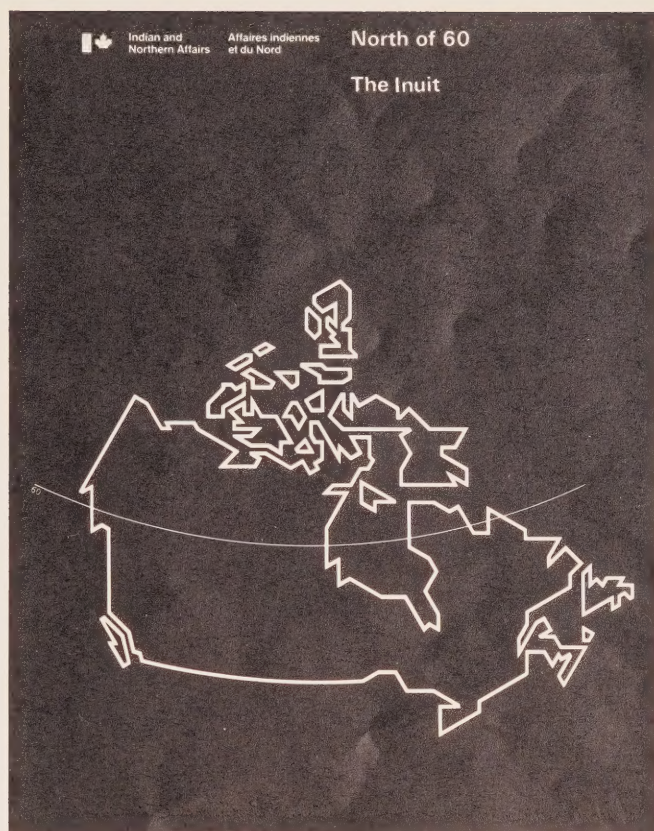 Indian and
Northern Affairs
Affaires indiennes
et du Nord
North of 60
The Inuit
60